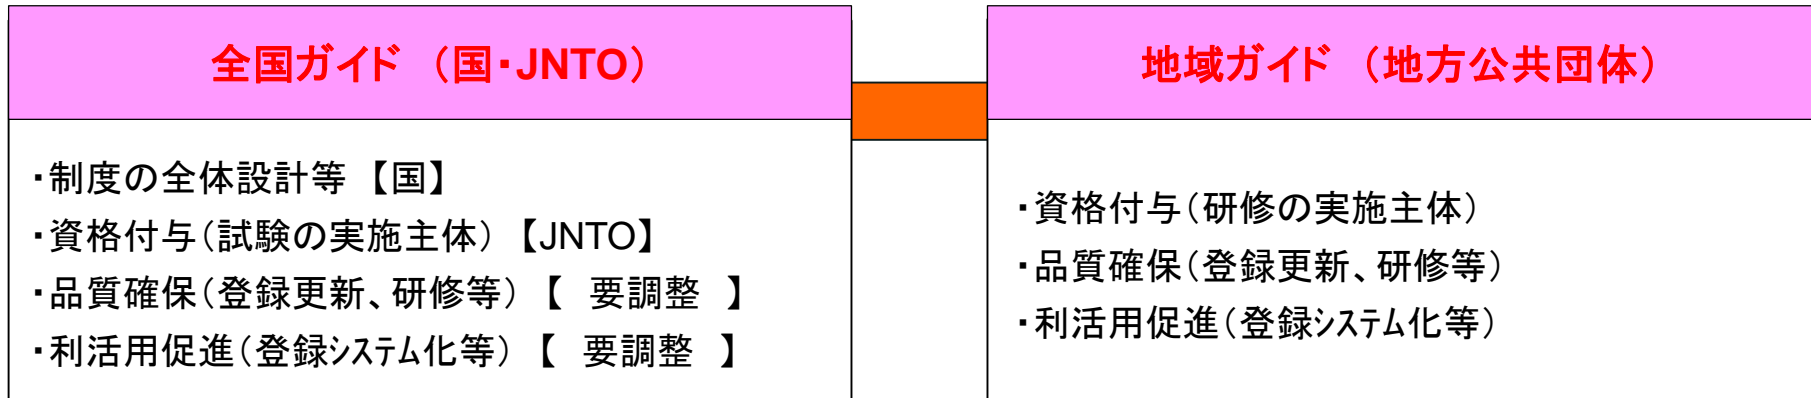 全国ガイド （国・JNTO）
・制度の全体設計等 【国】
・資格付与（試験の実施主体） 【JNTO】
・品質確保（登録更新、研修等） 【 要調整 】
・利活用促進（登録ｼｽﾃﾑ化等） 【 要調整 】
地域ガイド （地方公共団体）
・資格付与（研修の実施主体）
・品質確保（登録更新、研修等）
・利活用促進（登録ｼｽﾃﾑ化等）